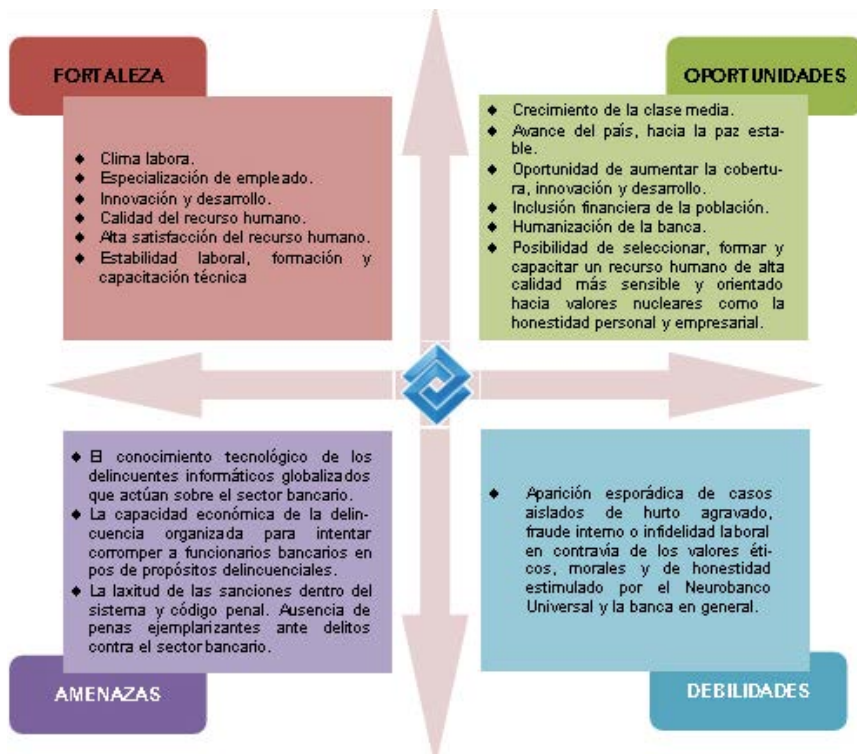 FORTALEZA
◆ Clima labora.
◆ Especialización de empleado.
◆ Innovación y desarrollo.
◆ Calidad del recurso humano.
◆ Alta satisfacción del recurso humano.
◆ Estabilidad laboral, formación y
capacitación técnica
OPORTUNIDADES
◆ Crecimiento de la clase media.
◆ Avance del país, hacia la paz esta-
ble.
◆ Oportunidad de aumentar la cobertu-
ra, innovación y desarrollo.
◆ Inclusión financiera de la población.
◆ Humanización de la banca.
◆ Posibilidad de seleccionar, formar y
capacitar un recurso humano de alta
calidad más sensible y orientado
hacia valores nucleares como la
honestidad personal y empresarial.
◆ El conocimiento tecnológico de los
delincuentes informáticos globalizados
que actúan sobre el sector bancario.
◆ La capacidad económica de la delin-
cuencia organizada para intentar
corromper a funcionarios bancarios en
pos de propósitos delincuenciales.
◆ La laxitud de las sanciones dentro del
sistema y código penal. Ausencia de
penas ejemplarizantes ante delitos
contra el sector bancario.
AMENAZAS
◆ Aparición esporádica de casos
aislados de hurto agravado,
fraude interno o infidelidad laboral
en contravía de los valores éti-
cos, morales y de honestidad
estimulado por el Neurobanco
Universal y la banca en general.
DEBILIDADES